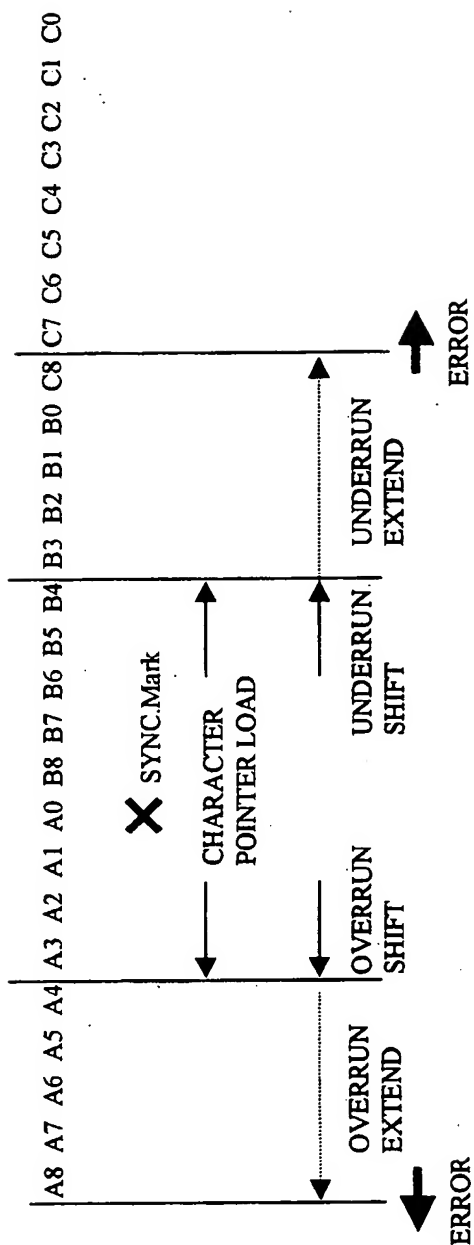 A8 A7 A6 A5 A4 A3 A2 A1 A0 B8 B7 B6 B5 B4 B3 B2 B1 B0 C8 C7 C6 C5 C4 C3 C2 C1 C0
SYNC.Mark
CHARACTER
POINTER LOAD
OVERRUN
EXTEND
OVERRUN
SHIFT
UNDERRUN
SHIFT
UNDERRUN
EXTEND
ERROR
ERROR